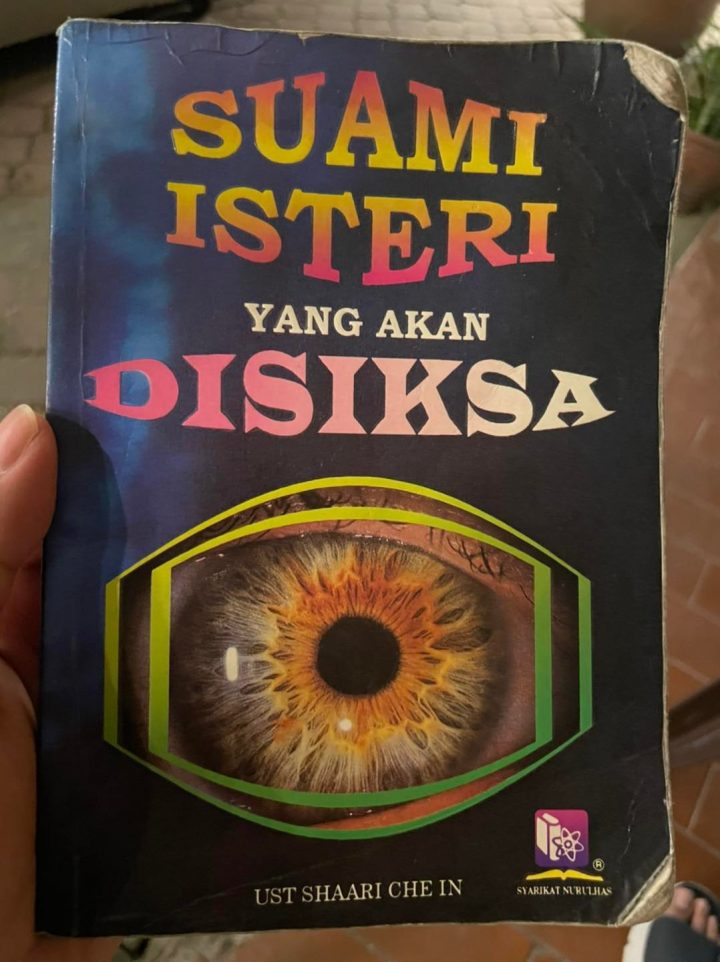 SUAMI
ISTERI
YANG AKAN
DISIKSA
UST SHAARI CHE IN
®
SYARIKAT NURULHAS